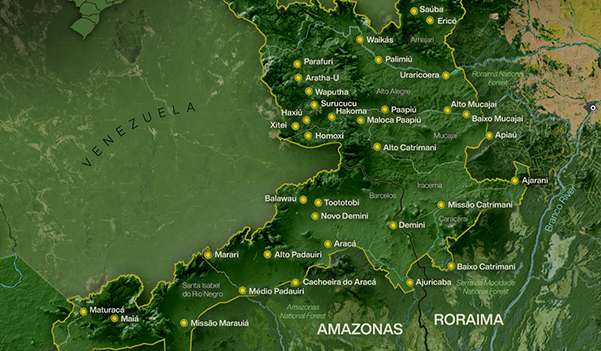 Saúba
Ericó
Amajari
Waikás
Palimiú
Parafuri
Uraricoera
Roraima National
Forest
Aratha-U
Waputha
Alto Alegre
Surucucu
Haxiú
Hakoma
Paapiú
Alto Mucajaí
Xitei
Maloca Paapiú
Baixo Mucajaí
Homoxi
Mucajaí
Apiaú
VENEZUELA
Alto Catrimani
Ajarani
Iracema
Balawau
Barcelos
Toototobi
Missão Catrimani
Branco River
Novo Demini
Caracaraí
Demini
Aracá
Marari
Alto Padauiri
Baixo Catrimani
Santa Isabel
do Rio Negro
Cachoeira do Aracá
Ajuricaba
Serra da Mocidade
National Forest
Médio Padauiri
Maturacá
Maiá
Amazonas
National Forest
Missão Marauiá
AMAZONAS
RORAIMA